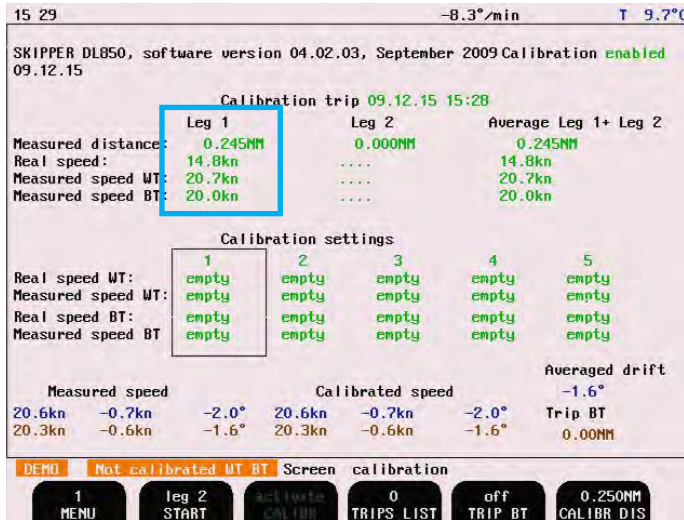 15 29 -8.3°/min T 9.7°C
SKIPPER DL850, software version 04.02.03, September 2009 Calibration enabled
09.12.15
Calibration trip 09.12.15 15:28
Leg 1 Leg 2 Average Leg 1+ Leg 2
Measured distance: 0.245NM 0.000NM 0.245NM
Real speed: 14.8kn .... 14.8kn
Measured speed WT: 20.7kn .... 20.7kn
Measured speed BT: 20.0kn .... 20.0kn
Calibration settings
1 2 3 4 5
Real speed WT: empty empty empty empty empty
Measured speed WT: empty empty empty empty empty
Real speed BT: empty empty empty empty empty
Measured speed BT empty empty empty empty empty
Averaged drift
Measured speed Calibrated speed -1.6°
20.6kn -0.7kn -2.0° 20.6kn -0.7kn -2.0° Trip BT
20.3kn -0.6kn -1.6° 20.3kn -0.6kn -1.6° 0.00NM
DEMO Not calibrated WT BT Screen calibration
1 leg 2 activate 0 off 0.250NM
MENU START CALIBR TRIPS LIST TRIP BT CALIBR DIS